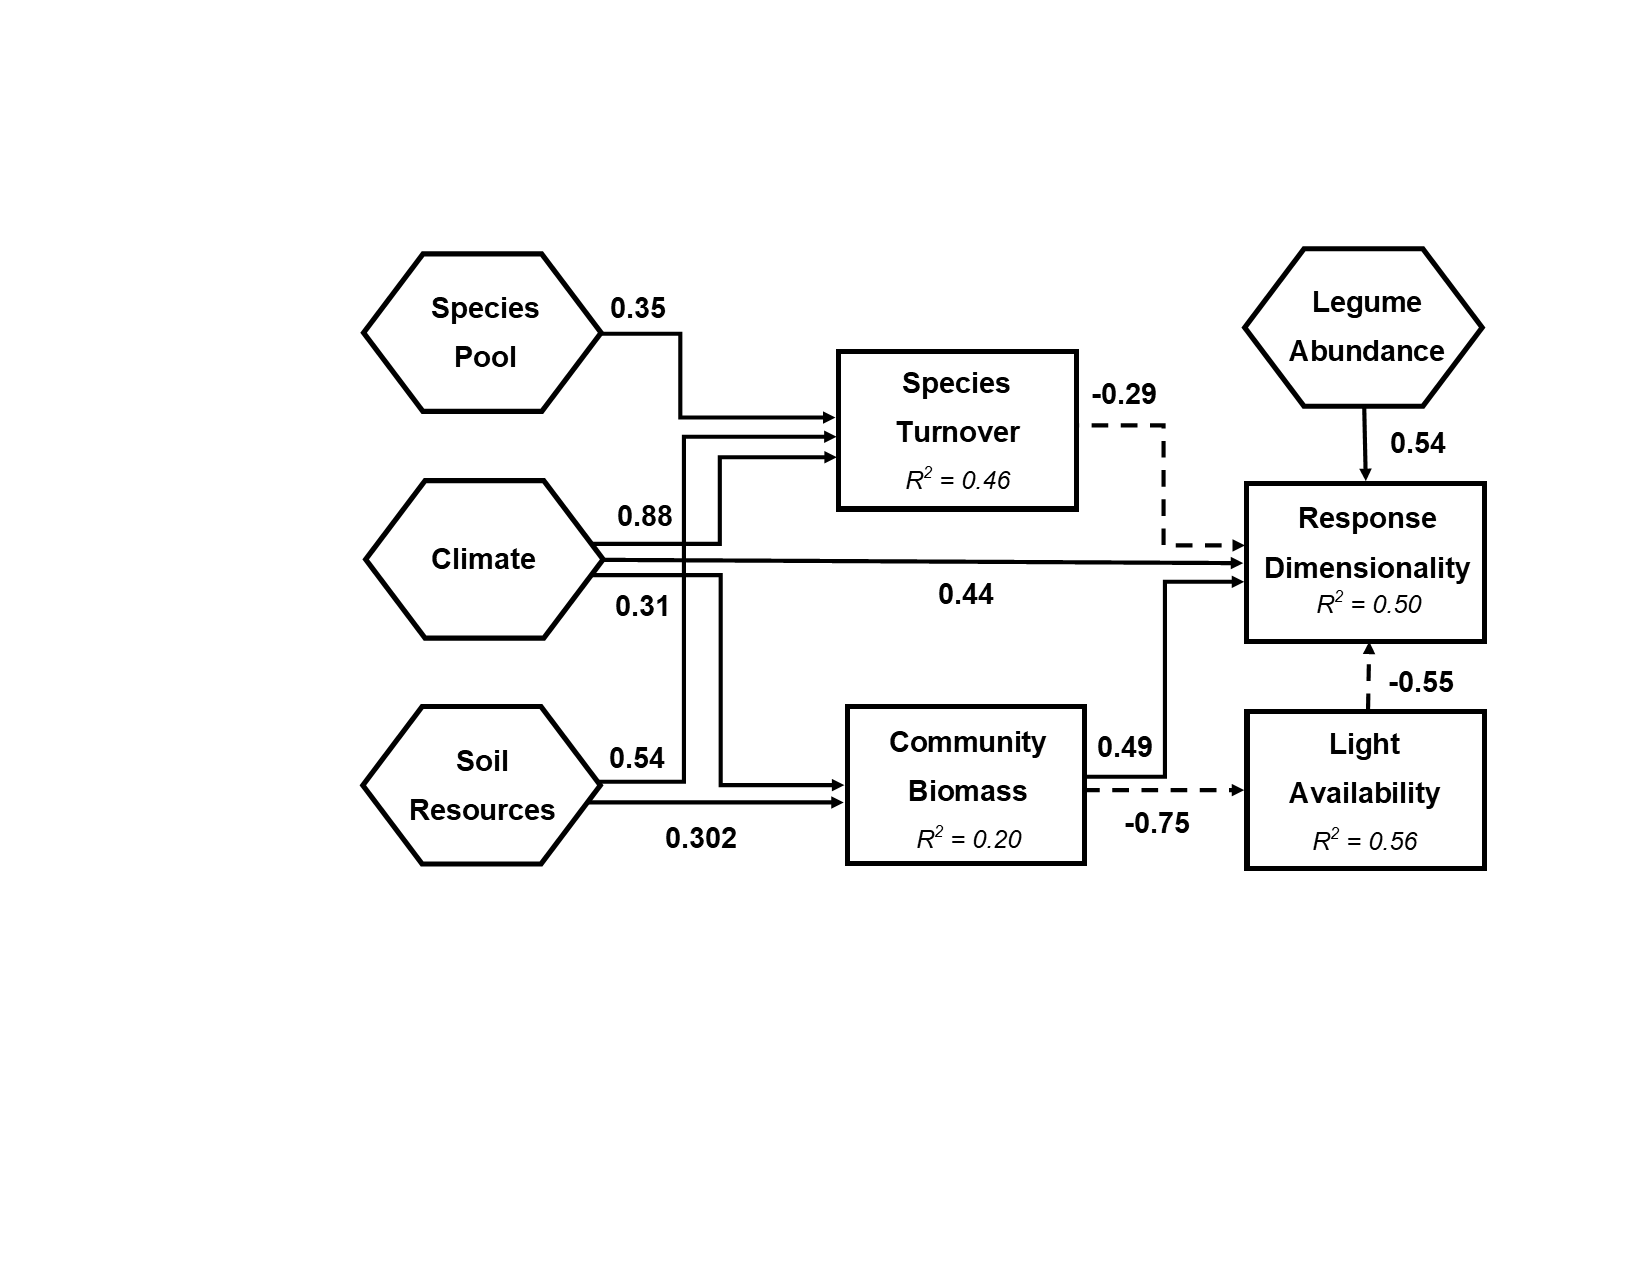 Species
Pool
0.35
Legume
Abundance
0.54
Species
Turnover
R² = 0.46
-0.29
Climate
0.88
0.31
0.44
Response
Dimensionality
R² = 0.50
-0.55
Soil
Resources
0.54
0.302
Community
Biomass
R² = 0.20
0.49
-0.75
Light
Availability
R² = 0.56